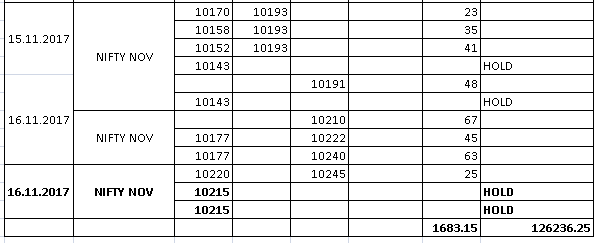 10170 10193 23
10158 10193 35
15.11.2017 10152 10193 41
NIFTY NOV 10143 HOLD
10191 48
10143 HOLD
16.11.2017 10210 67
NIFTY NOV 10177 10222 45
10177 10240 63
10220 10245 25
16.11.2017 NIFTY NOV 10215 HOLD
10215 HOLD
1683.15 126236.25